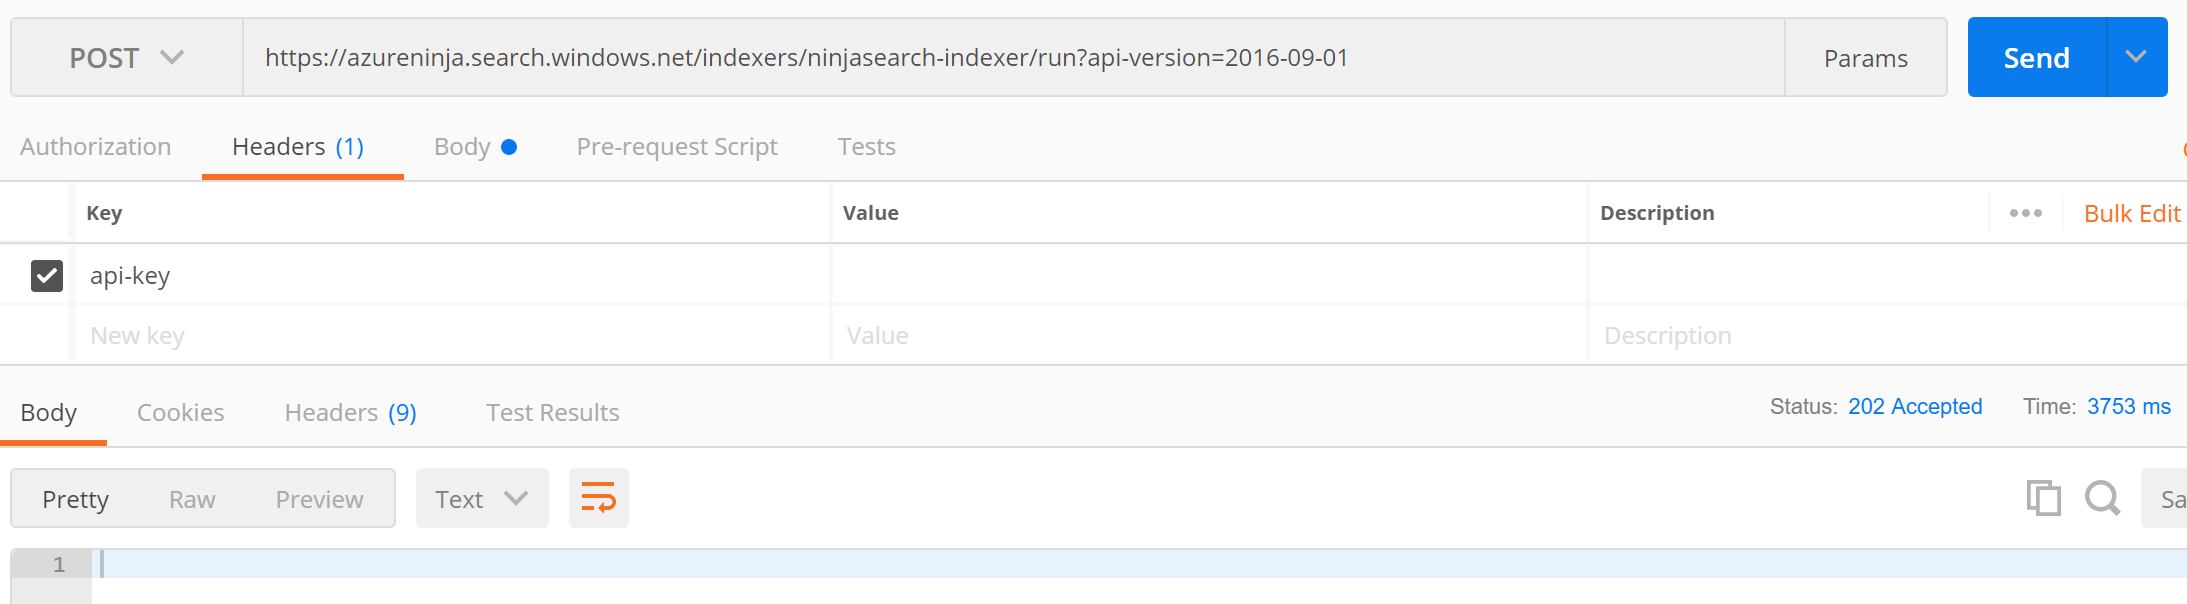 POST https://azureninja.search.windows.net/indexers/ninjasearch-indexer/run?api-version=2016-09-01 Params Send
Authorization Headers (1) Body Pre-request Script Tests
Key Value Description Bulk Edit
api-key
New key Value Description
Body Cookies Headers (9) Test Results Status: 202 Accepted Time: 3753 ms
Pretty Raw Preview Text Sa
1